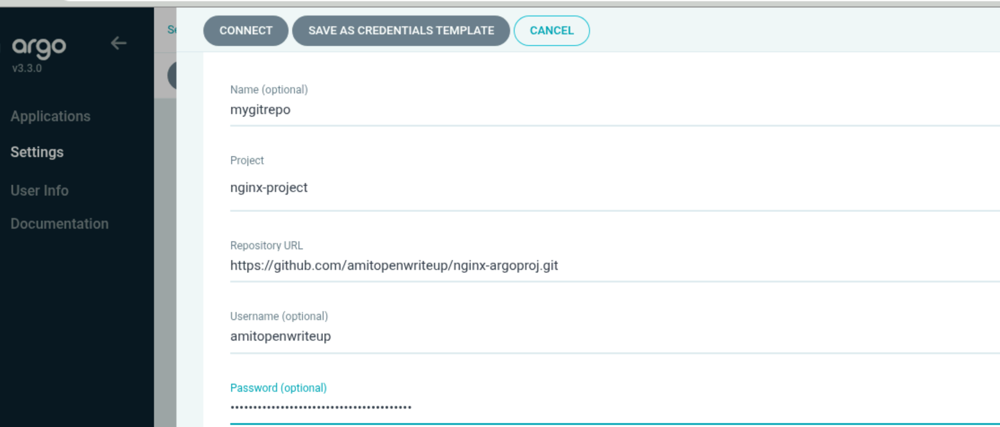 argo
v3.3.0
Applications
Settings
User Info
Documentation
Se
CONNECT
SAVE AS CREDENTIALS TEMPLATE
CANCEL
Name (optional)
mygitrepo
Project
nginx-project
Repository URL
https://github.com/amitopenwriteup/nginx-argoproj.git
Username (optional)
amitopenwriteup
Password (optional)
••••••••••••••••••••••••••••••••••••••••